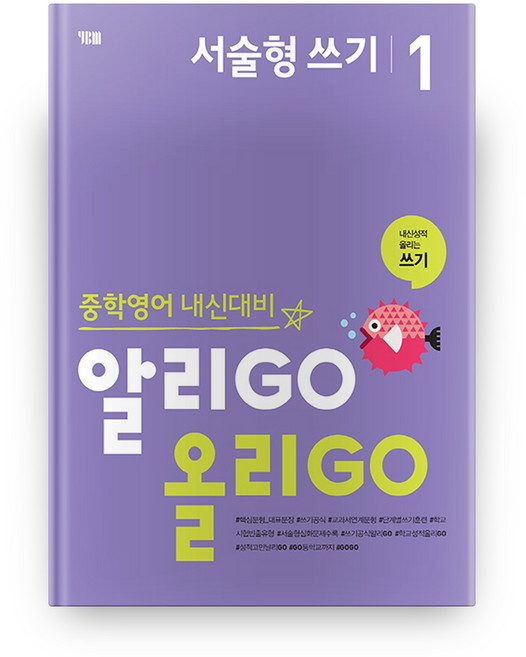 YBM
서술형 쓰기 | 1
내신성적
올리는
쓰기
중학영어 내신대비
알리GO
올리GO
#핵심문형_대표문장 #쓰기공식 #교과서연계문형 #단계별쓰기훈련 #학교
시험빈출유형 #서술형심화문제수록 #쓰기공식알리GO #학교성적올리GO
#성적고민날리GO #GO등학교까지 #GOGO